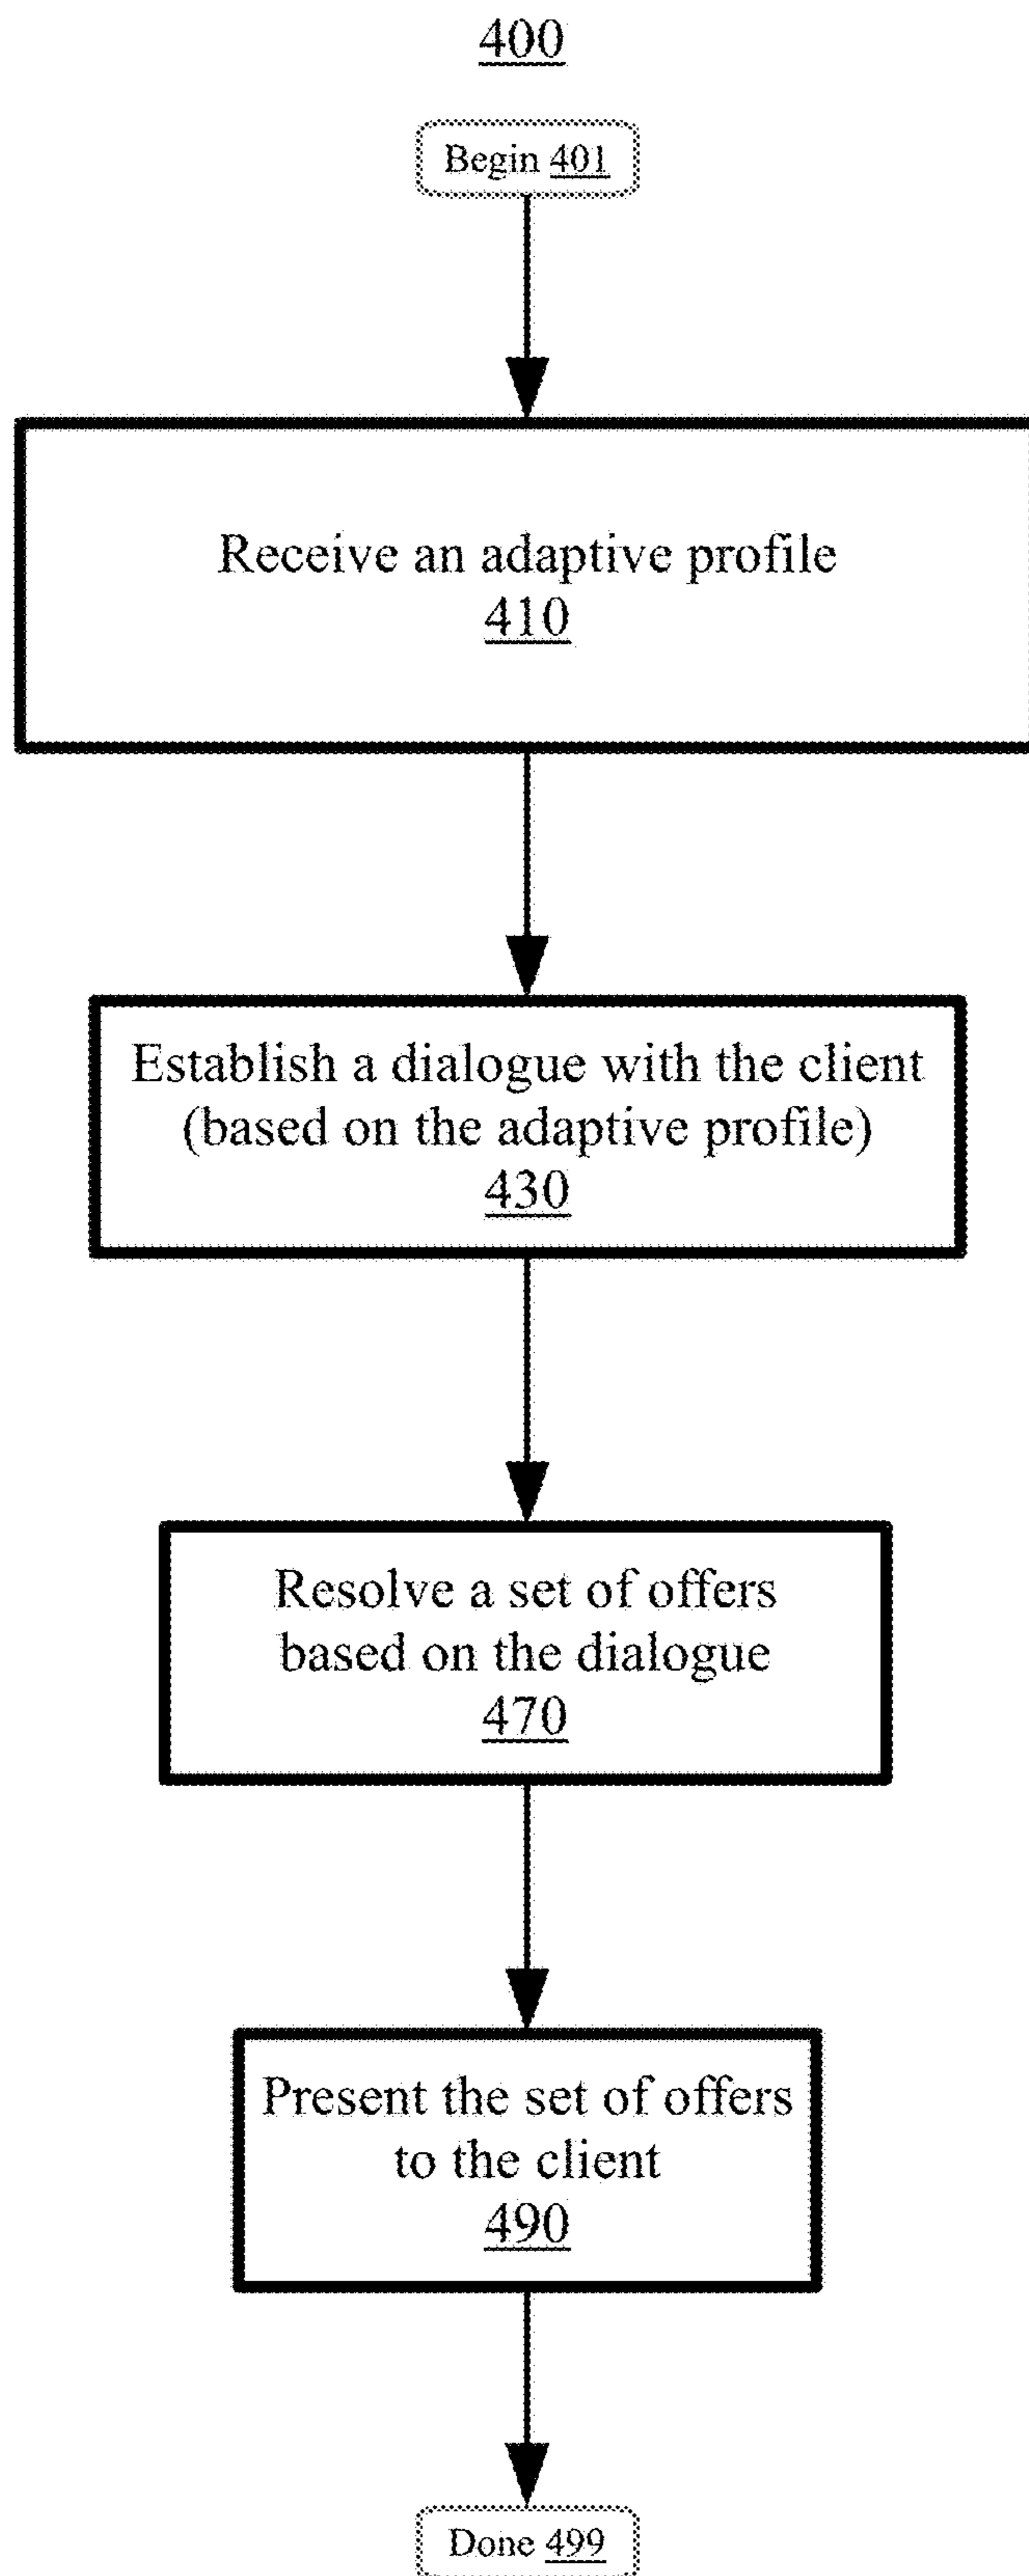 400
Begin 401
Receive an adaptive profile
410
Establish a dialogue with the client
(based on the adaptive profile)
430
Resolve a set of offers
based on the dialogue
470
Present the set of offers
to the client
490
Done 499